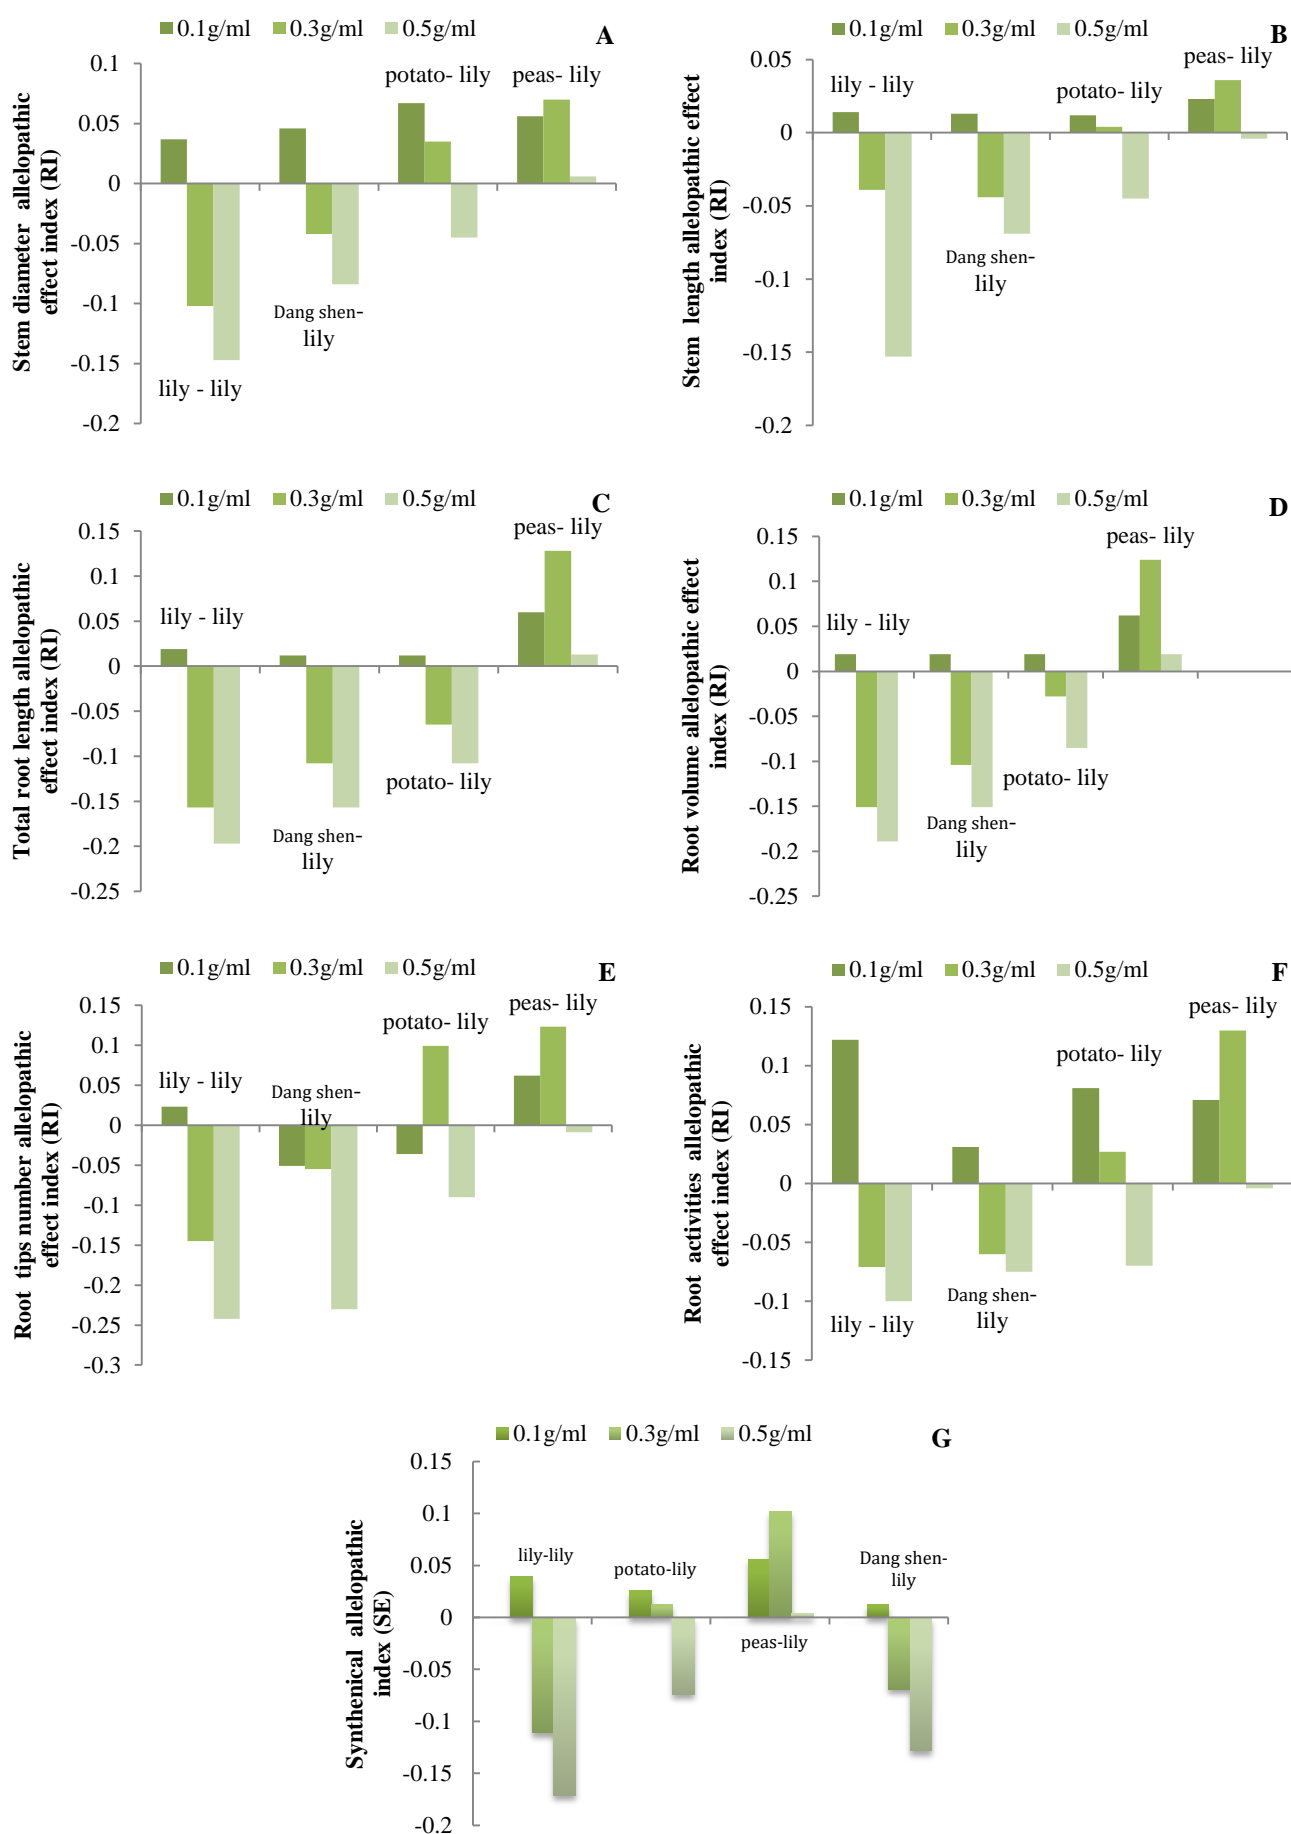 0.1g/ml 0.3g/ml 0.5g/ml
A
Stem diameter allelopathic
effect index (RI)
0.1
0.05
0
-0.05
-0.1
-0.15
-0.2
potato- lily
peas- lily
Dang shen-
lily
lily - lily
0.1g/ml 0.3g/ml 0.5g/ml
B
Stem length allelopathic effect
index (RI)
0.05
0
-0.05
-0.1
-0.15
-0.2
lily - lily
potato- lily
peas- lily
Dang shen-
lily
0.1g/ml 0.3g/ml 0.5g/ml
C
Total root length allelopathic
effect index (RI)
0.15
0.1
0.05
0
-0.05
-0.1
-0.15
-0.2
-0.25
peas- lily
lily - lily
potato- lily
Dang shen-
lily
0.1g/ml 0.3g/ml 0.5g/ml
D
Root volume allelopathic effect
index (RI)
0.15
0.1
0.05
0
-0.05
-0.1
-0.15
-0.2
-0.25
peas- lily
lily - lily
potato- lily
Dang shen-
lily
0.1g/ml 0.3g/ml 0.5g/ml
E
Root tips number allelopathic
effect index (RI)
0.15
0.1
0.05
0
-0.05
-0.1
-0.15
-0.2
-0.25
-0.3
peas- lily
potato- lily
lily - lily
Dang shen-
lily
0.1g/ml 0.3g/ml 0.5g/ml
F
Root activities allelopathic
effect index (RI)
0.15
0.1
0.05
0
-0.05
-0.1
-0.15
peas- lily
potato- lily
Dang shen-
lily
lily - lily
0.1g/ml 0.3g/ml 0.5g/ml
G
Synthenical allelopathic
index (SE)
0.15
0.1
0.05
0
-0.05
-0.1
-0.15
-0.2
lily-lily
potato-lily
peas-lily
Dang shen-
lily